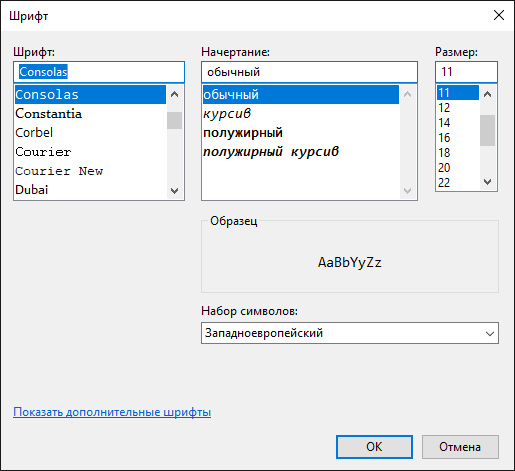 Шрифт
Шрифт:
Consolas
Consolas
Constantia
Corbel
Courier
Courier New
Dubai
Начертание:
обычный
обычный
курсив
полужирный
полужирный курсив
Размер:
11
11
12
14
16
18
20
22
Образец
AaBbYyZz
Набор символов:
Западноевропейский
Показать дополнительные шрифты
OK
Отмена